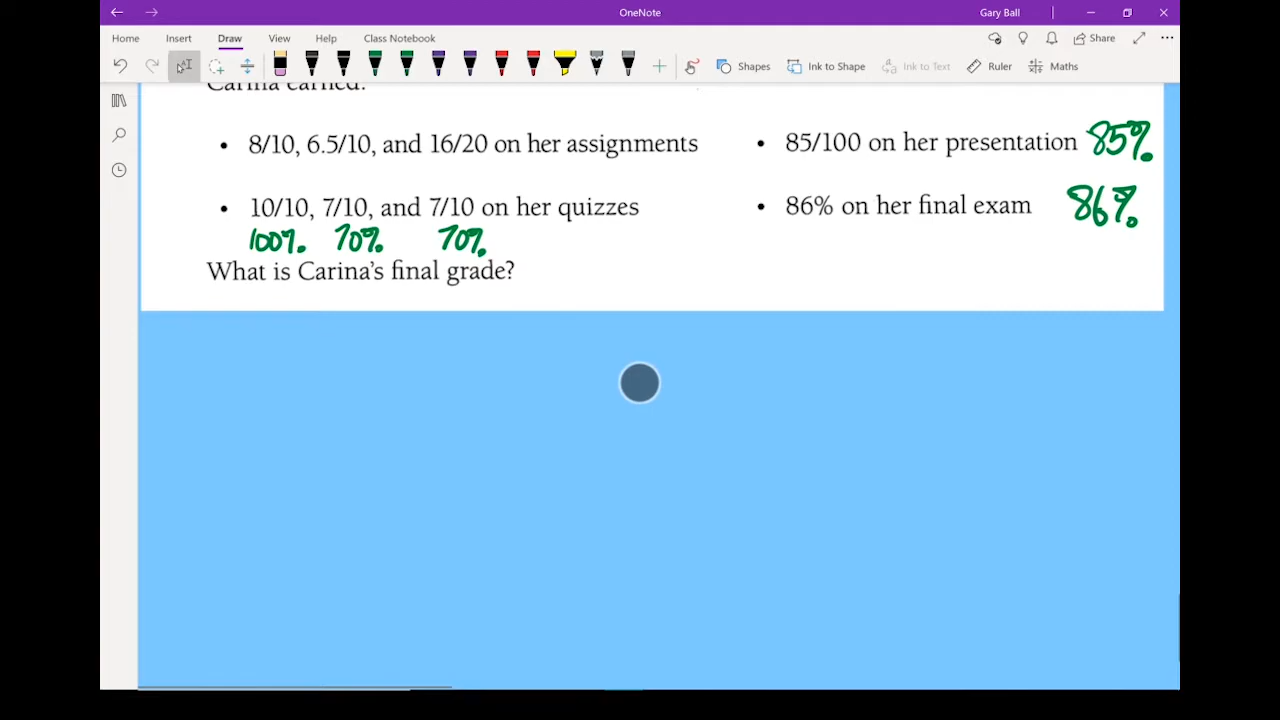 OneNote
Gary Ball
Home Insert Draw View Help Class Notebook
Share
Shapes Ink to Shape Ink to Text Ruler Maths
Carina earned:
• 8/10, 6.5/10, and 16/20 on her assignments
• 85/100 on her presentation 85%
• 10/10, 7/10, and 7/10 on her quizzes
• 86% on her final exam 86%
100% 70% 70%
What is Carina's final grade?